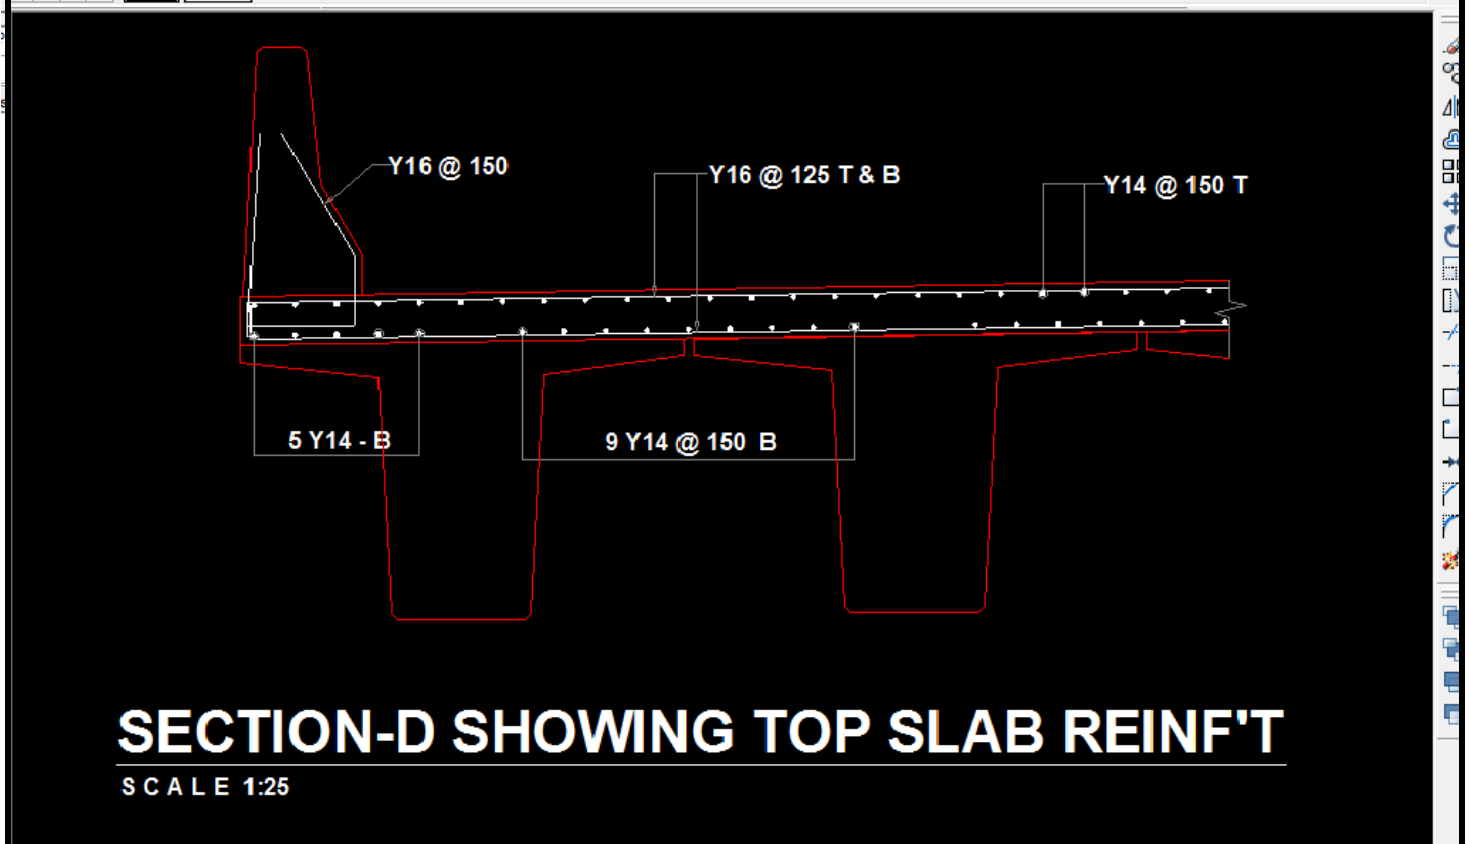 Y16 @ 150
Y16 @ 125 T & B
Y14 @ 150 T
5 Y14 - B
9 Y14 @ 150 B
SECTION-D SHOWING TOP SLAB REINF'T
SCALE 1:25